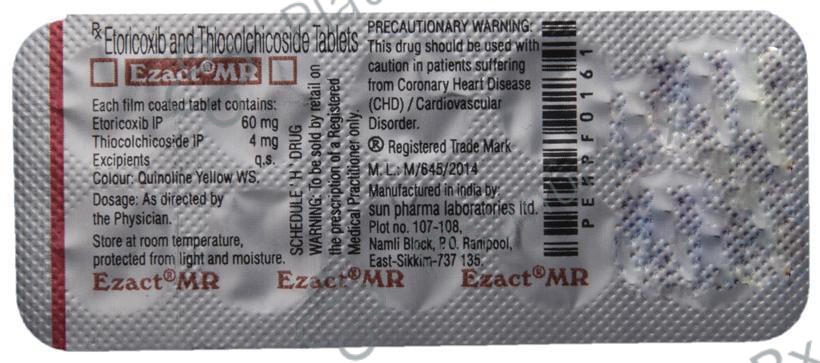 Rx Etoricoxib and Thiocolchicoside Tablets
Ezact®MR
Each film coated tablet contains:
Etoricoxib IP 60 mg
Thiocolchicoside IP 4 mg
Excipients q.s.
Colour: Quinoline Yellow WS.
Dosage: As directed by
the Physician.
Store at room temperature,
protected from light and moisture.
SCHEDULE 'H' DRUG
WARNING: To be sold by retail on
the prescription of a Registered
Medical Practitioner only.
PRECAUTIONARY WARNING:
This drug should be used with
caution in patients suffering
from Coronary Heart Disease
(CHD) / Cardiovascular
Disorder.
® Registered Trade Mark
M. L.: M/645/2014
Manufactured in India by:
sun pharma laboratories ltd.
Plot no. 107-108,
Namli Block, P.O. Ranipool,
East-Sikkim-737 135.
PEMPF0161
Ezact®MR Ezact®MR Ezact®MR